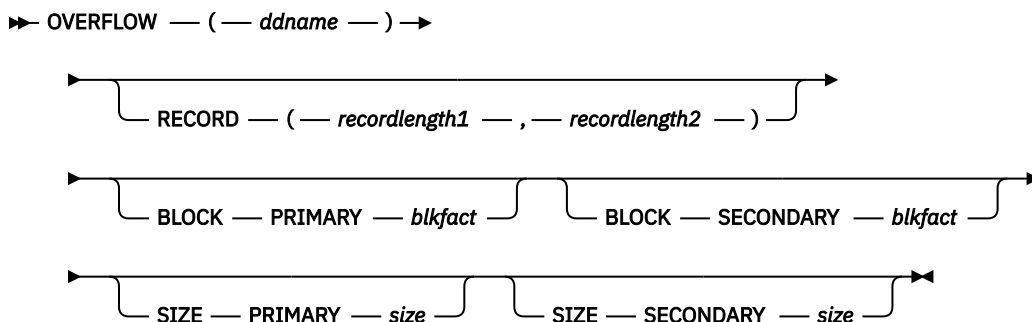 OVERFLOW ( ddname )
RECORD ( recordlength1 , recordlength2 )
BLOCK PRIMARY blkfact BLOCK SECONDARY blkfact
SIZE PRIMARY size SIZE SECONDARY size